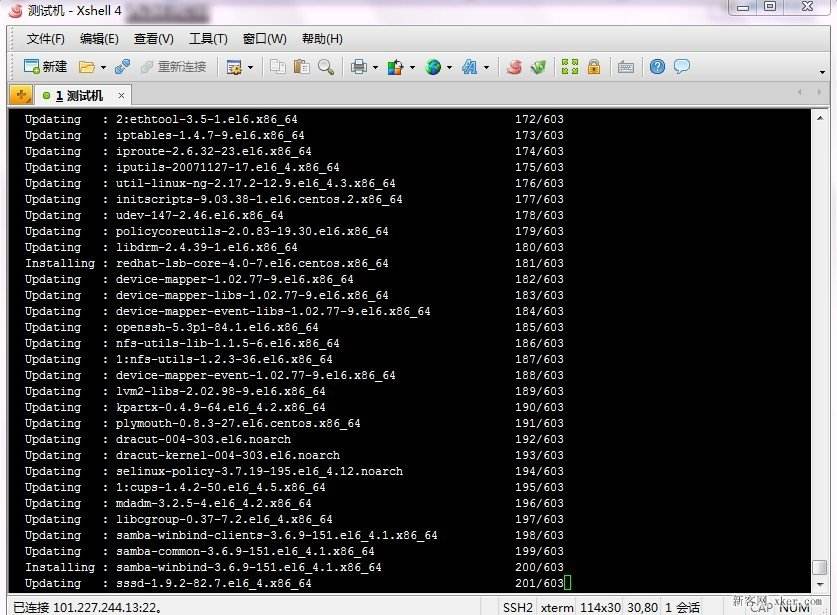 测试机 - Xshell 4
文件(F) 编辑(E) 查看(V) 工具(T) 窗口(W) 帮助(H)
新建 重新连接
1 测试机
Updating : 2:ethtool-3.5-1.el6.x86_64 172/603
Updating : iptables-1.4.7-9.el6.x86_64 173/603
Updating : iproute-2.6.32-23.el6.x86_64 174/603
Updating : iputils-20071127-17.el6_4.x86_64 175/603
Updating : util-linux-ng-2.17.2-12.9.el6_4.3.x86_64 176/603
Updating : initscripts-9.03.38-1.el6.centos.2.x86_64 177/603
Updating : udev-147-2.46.el6.x86_64 178/603
Updating : policycoreutils-2.0.83-19.30.el6.x86_64 179/603
Updating : libdrm-2.4.39-1.el6.x86_64 180/603
Installing : redhat-lsb-core-4.0-7.el6.centos.x86_64 181/603
Updating : device-mapper-1.02.77-9.el6.x86_64 182/603
Updating : device-mapper-libs-1.02.77-9.el6.x86_64 183/603
Updating : device-mapper-event-libs-1.02.77-9.el6.x86_64 184/603
Updating : openssh-5.3p1-84.1.el6.x86_64 185/603
Updating : nfs-utils-lib-1.1.5-6.el6.x86_64 186/603
Updating : 1:nfs-utils-1.2.3-36.el6.x86_64 187/603
Updating : device-mapper-event-1.02.77-9.el6.x86_64 188/603
Updating : lvm2-libs-2.02.98-9.el6.x86_64 189/603
Updating : kpartx-0.4.9-64.el6_4.2.x86_64 190/603
Updating : plymouth-0.8.3-27.el6.centos.x86_64 191/603
Updating : dracut-004-303.el6.noarch 192/603
Updating : dracut-kernel-004-303.el6.noarch 193/603
Updating : selinux-policy-3.7.19-195.el6_4.12.noarch 194/603
Updating : 1:cups-1.4.2-50.el6_4.5.x86_64 195/603
Updating : mdadm-3.2.5-4.el6_4.2.x86_64 196/603
Updating : libcgroup-0.37-7.2.el6_4.x86_64 197/603
Updating : samba-winbind-clients-3.6.9-151.el6_4.1.x86_64 198/603
Updating : samba-common-3.6.9-151.el6_4.1.x86_64 199/603
Installing : samba-winbind-3.6.9-151.el6_4.1.x86_64 200/603
Updating : sssd-1.9.2-82.7.el6_4.x86_64 201/603
已连接 101.227.244.13:22。 SSH2 xterm 114x30 30,80 1 会话 CAP NUM
新客网 xker.com